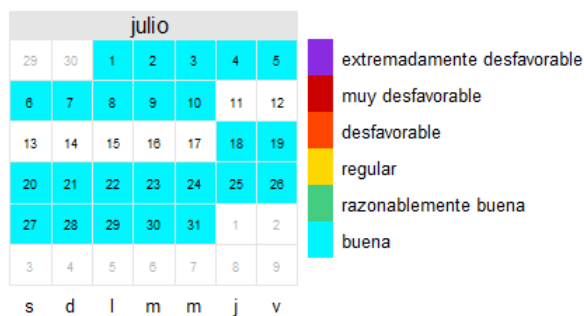 julio
29 30 1 2 3 4 5
6 7 8 9 10 11 12
13 14 15 16 17 18 19
20 21 22 23 24 25 26
27 28 29 30 31 1 2
3 4 5 6 7 8 9
s d l m m j v
extremadamente desfavorable
muy desfavorable
desfavorable
regular
razonablemente buena
buena